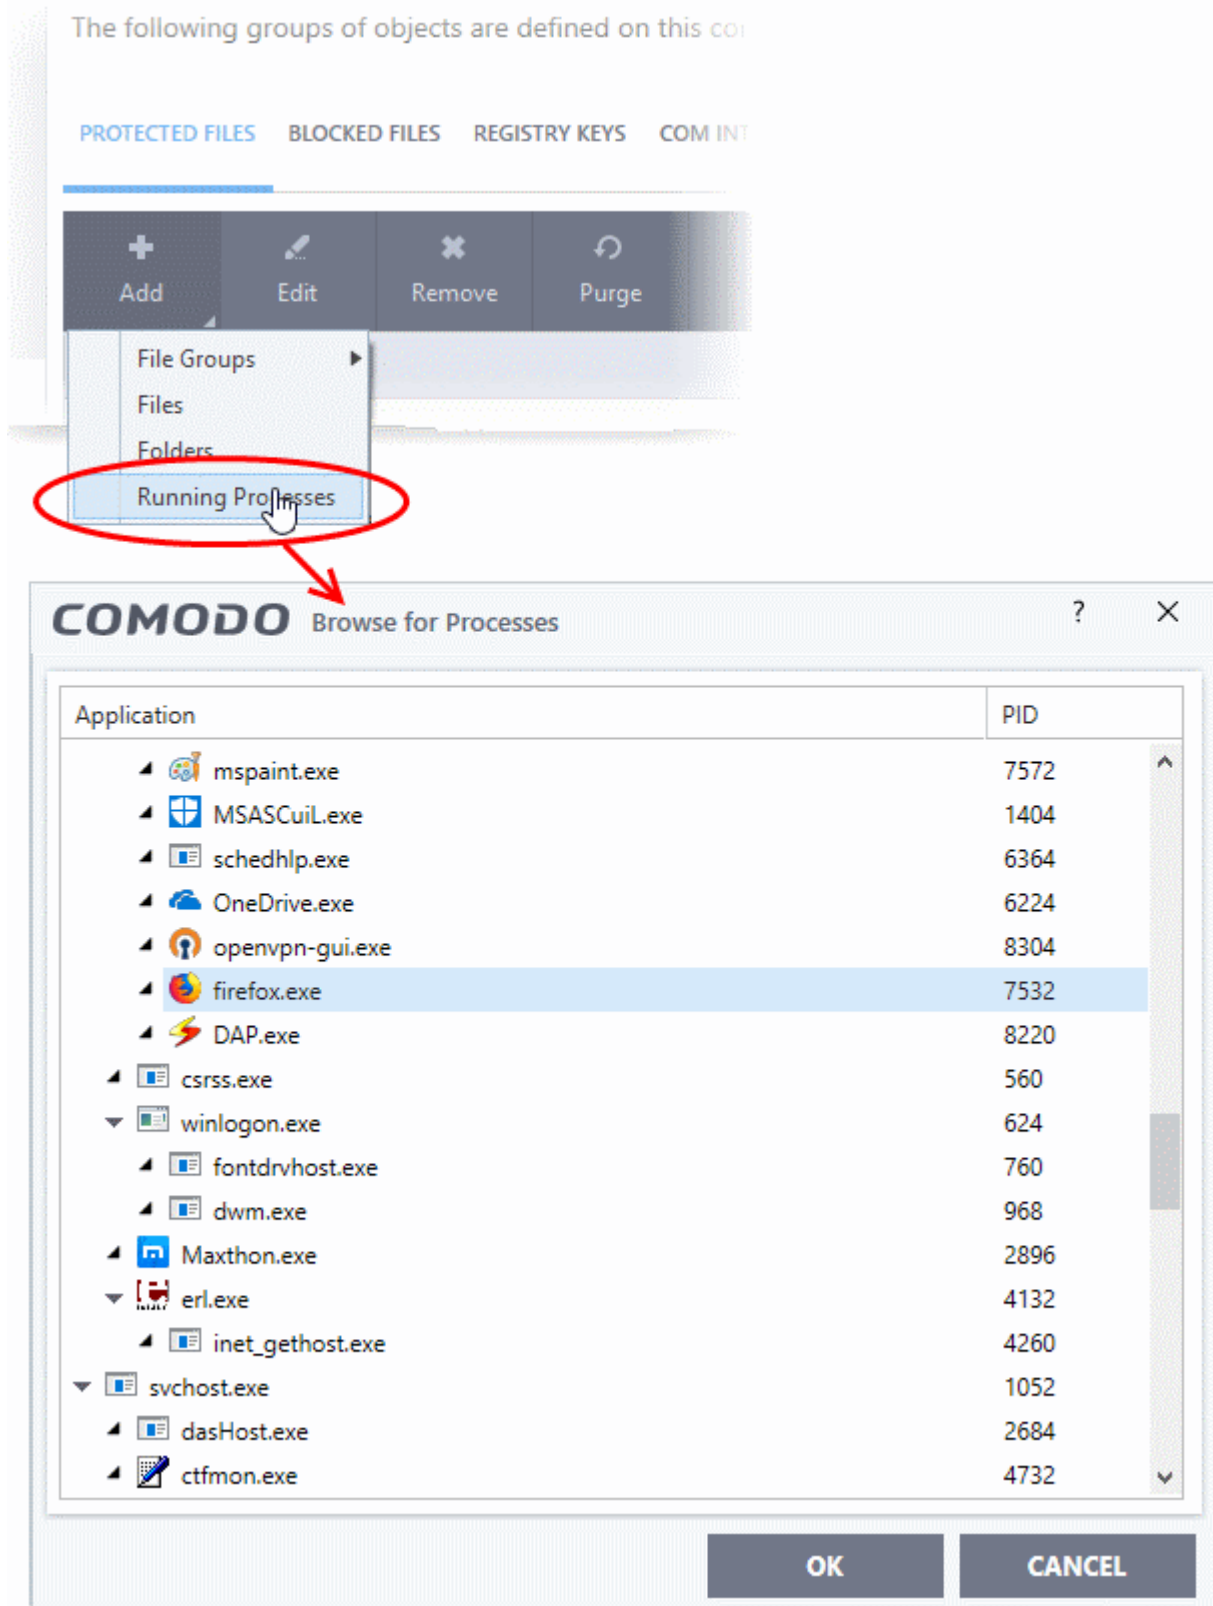 The following groups of objects are defined on this co
PROTECTED FILES BLOCKED FILES REGISTRY KEYS COM INT
Add Edit Remove Purge
File Groups
Files
Folders
Running Processes
COMODO Browse for Processes ?
Application PID
mspaint.exe 7572
MSASCuiL.exe 1404
schedhlp.exe 6364
OneDrive.exe 6224
openvpn-gui.exe 8304
firefox.exe 7532
DAP.exe 8220
csrss.exe 560
winlogon.exe 624
fontdrvhost.exe 760
dwm.exe 968
Maxthon.exe 2896
erl.exe 4132
inet_gethost.exe 4260
svchost.exe 1052
dasHost.exe 2684
ctfmon.exe 4732
OK CANCEL